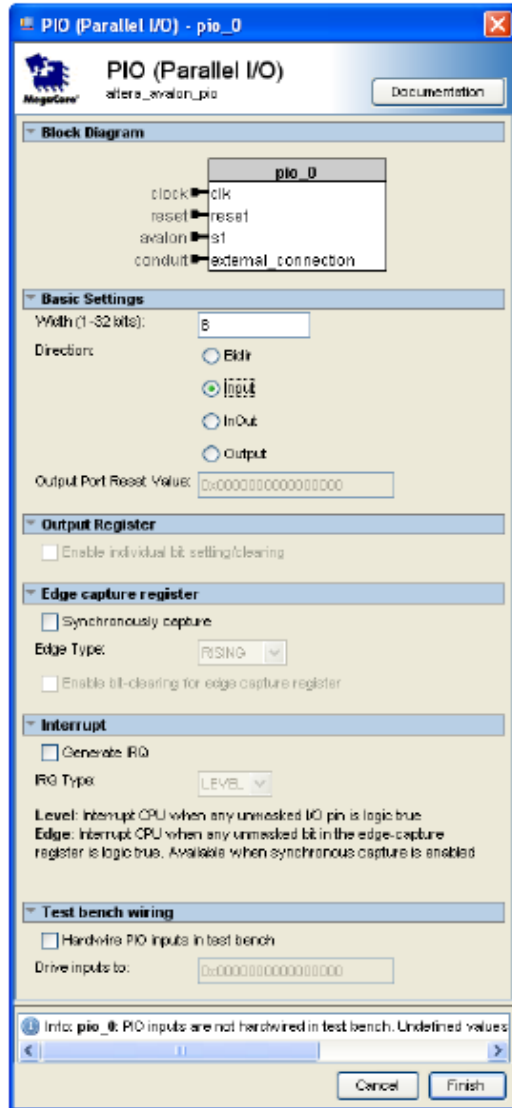 PIO (Parallel I/O) - pio_0
PIO (Parallel I/O)
altera_avalon_pio
MegaCore'
Documentation
Block Diagram
pio_0
clock clk
reset reset
avalon s1
conduit external_connection
Basic Settings
Width (1-32 bits): 8
Direction: Bidir
Input
InOut
Output
Output Port Reset Value: 0x0000000000000000
Output Register
Enable individual bit setting/clearing
Edge capture register
Synchronously capture
Edge Type: RISING
Enable bit-clearing for edge capture register
Interrupt
Generate IRQ
IRQ Type: LEVEL
Level: Interrupt CPU when any unmasked I/O pin is logic true
Edge: Interrupt CPU when any unmasked bit in the edge-capture
register is logic true. Available when synchronous capture is enabled
Test bench wiring
Hardwire PIO inputs in test bench
Drive inputs to: 0x0000000000000000
Info: pio_0: PIO inputs are not hardwired in test bench. Undefined values
Cancel Finish